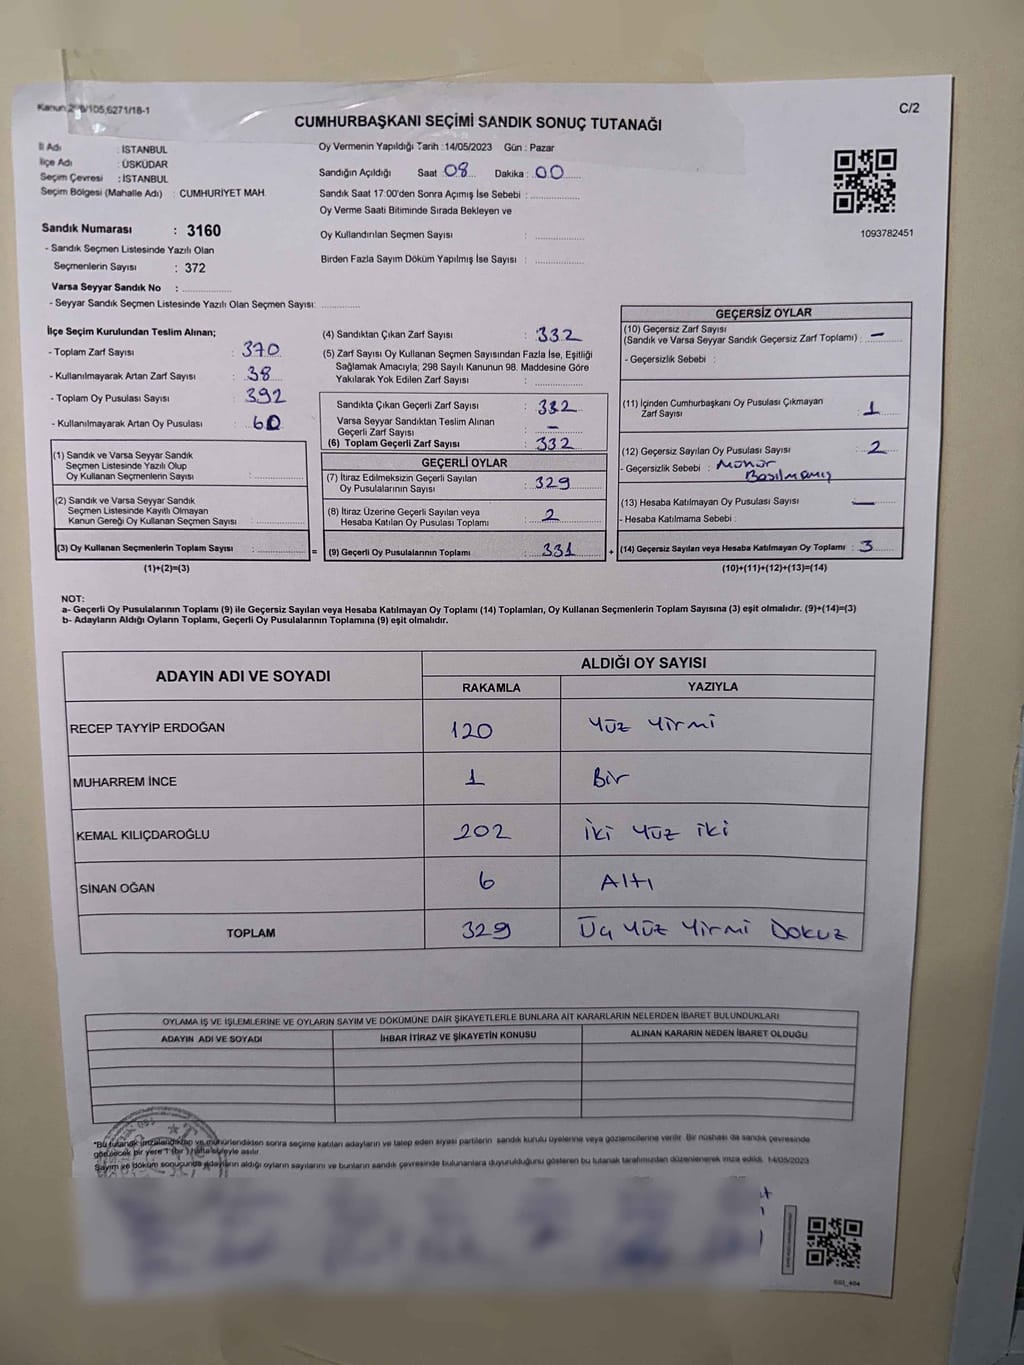 Kanun 298/105,6271/18-1
C/2
CUMHURBAŞKANI SEÇİMİ SANDIK SONUÇ TUTANAĞI
İl Adı : İSTANBUL
İlçe Adı : ÜSKÜDAR
Seçim Çevresi : İSTANBUL
Seçim Bölgesi (Mahalle Adı) : CUMHURİYET MAH.
Sandık Numarası : 3160
- Sandık Seçmen Listesinde Yazılı Olan
Seçmenlerin Sayısı : 372
Varsa Seyyar Sandık No :
- Seyyar Sandık Seçmen Listesinde Yazılı Olan Seçmen Sayısı:
Oy Vermenin Yapıldığı Tarih :14/05/2023 Gün : Pazar
Sandığın Açıldığı Saat 08 Dakika : 00
Sandık Saat 17:00'den Sonra Açımış İse Sebebi :
Oy Verme Saati Bitiminde Sırada Bekleyen ve
Oy Kullandırılan Seçmen Sayısı :
Birden Fazla Sayım Döküm Yapılmış İse Sayısı :
1093782451
İlçe Seçim Kurulundan Teslim Alınan;
- Toplam Zarf Sayısı : 370
- Kullanılmayarak Artan Zarf Sayısı : 38
- Toplam Oy Pusulası Sayısı : 392
- Kullanılmayarak Artan Oy Pusulası : 60
(1) Sandık ve Varsa Seyyar Sandık
Seçmen Listesinde Yazılı Olup
Oy Kullanan Seçmenlerin Sayısı :
(2) Sandık ve Varsa Seyyar Sandık
Seçmen Listesinde Kayıtlı Olmayan
Kanun Gereği Oy Kullanan Seçmen Sayısı :
(3) Oy Kullanan Seçmenlerin Toplam Sayısı :
(1)+(2)=(3)
(4) Sandıktan Çıkan Zarf Sayısı : 332
(5) Zarf Sayısı Oy Kullanan Seçmen Sayısından Fazla İse, Eşitliği
Sağlamak Amacıyla; 298 Sayılı Kanunun 98. Maddesine Göre
Yakılarak Yok Edilen Zarf Sayısı :
Sandıkta Çıkan Geçerli Zarf Sayısı : 332
Varsa Seyyar Sandıktan Teslim Alınan
Geçerli Zarf Sayısı : –
(6) Toplam Geçerli Zarf Sayısı : 332
GEÇERLİ OYLAR
(7) İtiraz Edilmeksizin Geçerli Sayılan
Oy Pusulalarının Sayısı : 329
(8) İtiraz Üzerine Geçerli Sayılan veya
Hesaba Katılan Oy Pusulası Toplamı : 2
= (9) Geçerli Oy Pusulalarının Toplamı : 331 +
GEÇERSİZ OYLAR
(10) Geçersiz Zarf Sayısı
(Sandık ve Varsa Seyyar Sandık Geçersiz Zarf Toplamı) : –
- Geçersizlik Sebebi :
(11) İçinden Cumhurbaşkanı Oy Pusulası Çıkmayan
Zarf Sayısı : 1
(12) Geçersiz Sayılan Oy Pusulası Sayısı : 2
- Geçersizlik Sebebi : Mühür
Basılmamış
(13) Hesaba Katılmayan Oy Pusulası Sayısı : –
- Hesaba Katılmama Sebebi :
(14) Geçersiz Sayılan veya Hesaba Katılmayan Oy Toplamı : 3
(10)+(11)+(12)+(13)=(14)
NOT:
a- Geçerli Oy Pusulalarının Toplamı (9) ile Geçersiz Sayılan veya Hesaba Katılmayan Oy Toplamı (14) Toplamları, Oy Kullanan Seçmenlerin Toplam Sayısına (3) eşit olmalıdır. (9)+(14)=(3)
b- Adayların Aldığı Oyların Toplamı, Geçerli Oy Pusulalarının Toplamına (9) eşit olmalıdır.
ADAYIN ADI VE SOYADI
ALDIĞI OY SAYISI
RAKAMLA YAZIYLA
RECEP TAYYİP ERDOĞAN 120 Yüz Yirmi
MUHARREM İNCE 1 Bir
KEMAL KILIÇDAROĞLU 202 İki Yüz İki
SİNAN OĞAN 6 Altı
TOPLAM 329 Üç Yüz Yirmi Dokuz
OYLAMA İŞ VE İŞLEMLERİNE VE OYLARIN SAYIM VE DÖKÜMÜNE DAİR ŞİKAYETLERLE BUNLARA AİT KARARLARIN NELERDEN İBARET BULUNDUKLARI
ADAYIN ADI VE SOYADI İHBAR İTİRAZ VE ŞİKAYETİN KONUSU ALINAN KARARIN NEDEN İBARET OLDUĞU
"Bu tutanak imzalandıktan ve mühürlendikten sonra seçime katılan adayların ve talep eden siyasi partilerin sandık kurulu üyelerine veya gözlemcilerine verilir. Bir nüshası da sandık çevresinde
görülecek bir yere 1 (bir) hafta süreyle asılır.
Sayım ve döküm sonucunda adayların aldığı oyların sayılarını ve bunların sandık çevresinde bulunanlara duyurulduğunu gösteren bu tutanak tarafımızdan düzenlenerek imza edildi. 14/05/2023